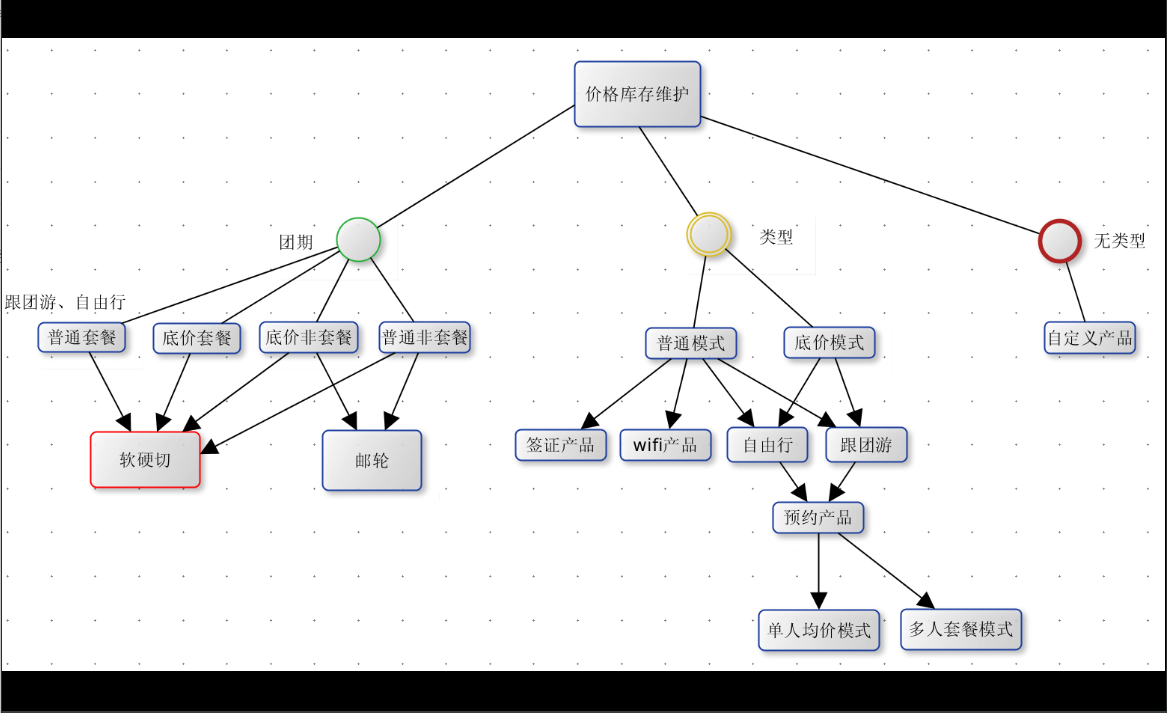 价格库存维护
团期
类型
无类型
跟团游、自由行
普通套餐
底价套餐
底价非套餐
普通非套餐
普通模式
底价模式
自定义产品
软硬切
邮轮
签证产品
wifi产品
自由行
跟团游
预约产品
单人均价模式
多人套餐模式